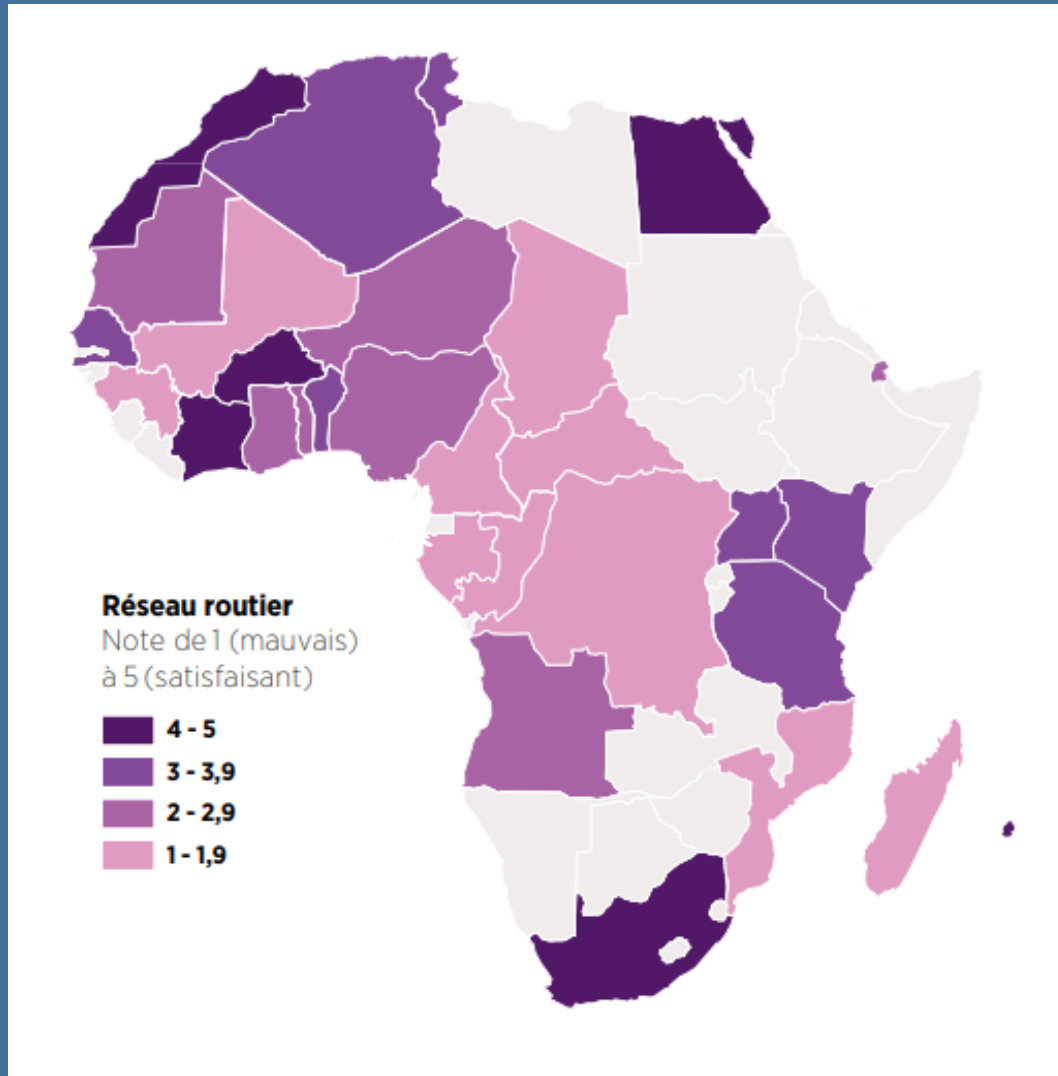 Réseau routier
Note de 1 (mauvais)
à 5 (satisfaisant)
4 - 5
3 - 3,9
2 - 2,9
1 - 1,9